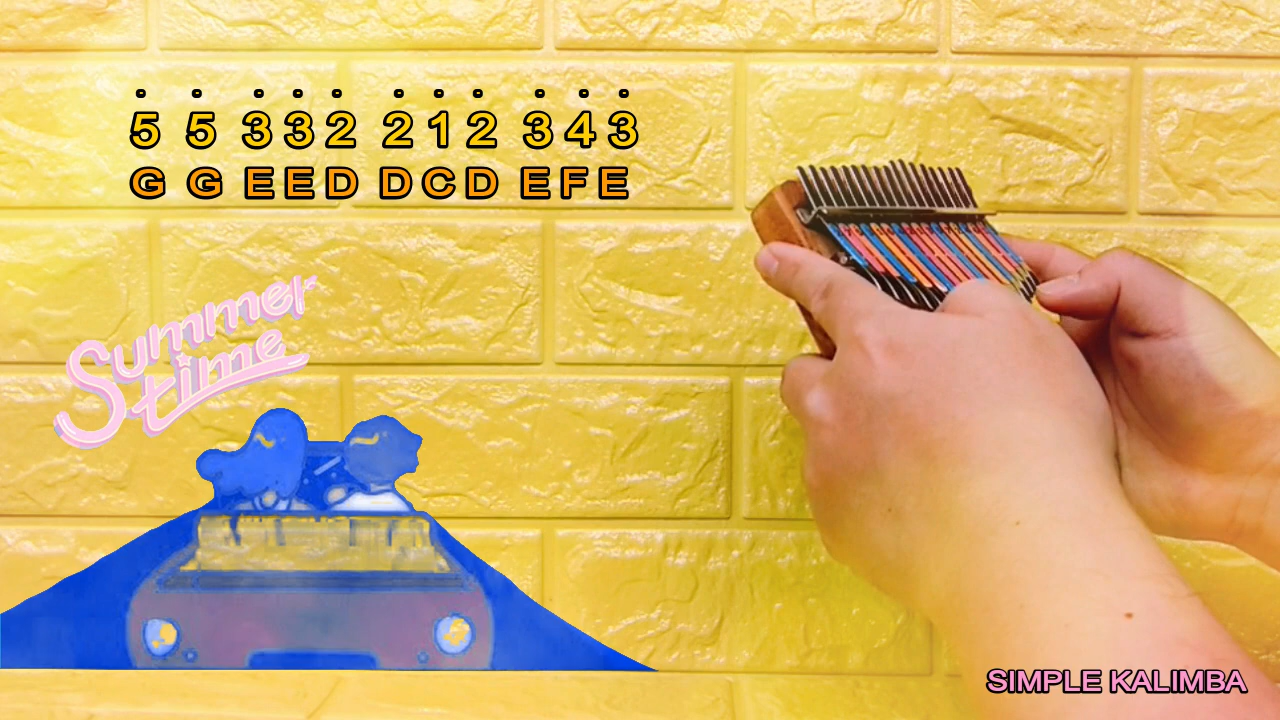 5 5 332 212 343
G G EED DCD EFE
Summer
time
SIMPLE KALIMBA